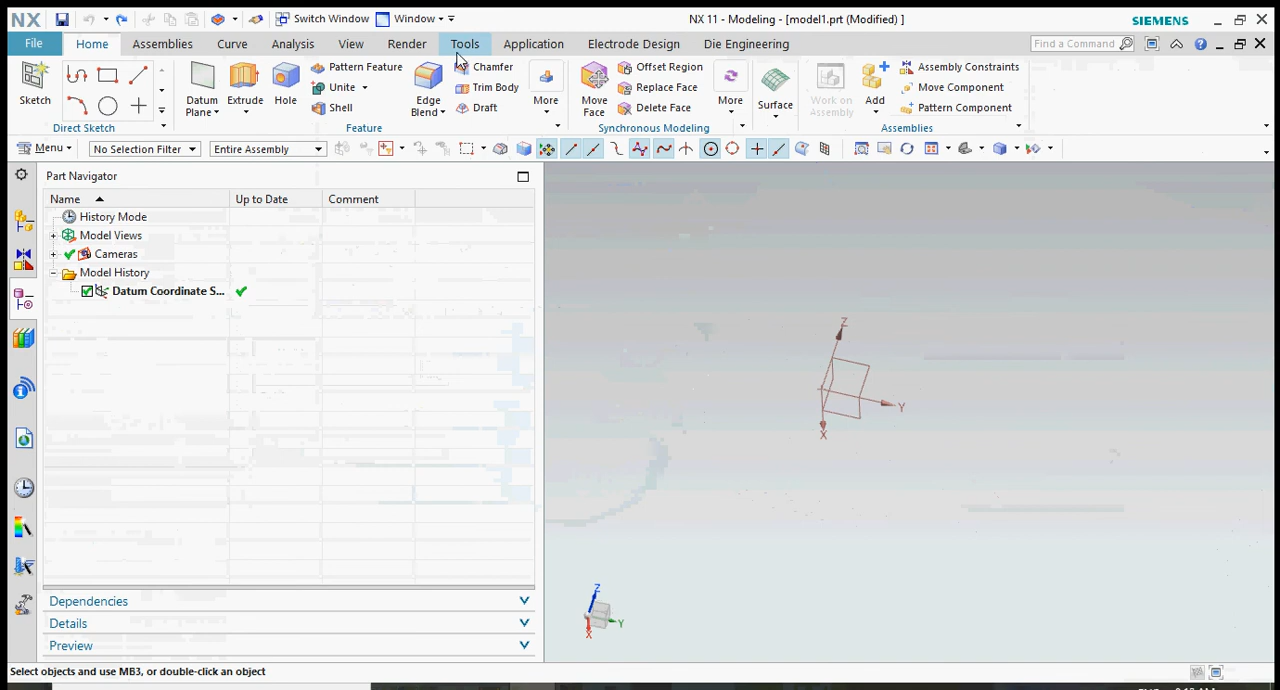 NX
Switch Window
Window
NX 11 - Modeling - [model1.prt (Modified) ]
SIEMENS
File
Home
Assemblies
Curve
Analysis
View
Render
Tools
Application
Electrode Design
Die Engineering
Find a Command
Sketch
Direct Sketch
Datum Plane
Extrude
Hole
Pattern Feature
Unite
Shell
Edge Blend
Chamfer
Trim Body
Draft
More
Feature
Move Face
Offset Region
Replace Face
Delete Face
More
Synchronous Modeling
Surface
Work on Assembly
Add
Assembly Constraints
Move Component
Pattern Component
Assemblies
Menu
No Selection Filter
Entire Assembly
Part Navigator
Name
Up to Date
Comment
History Mode
Model Views
Cameras
Model History
Datum Coordinate S...
Z
Y
X
Z
Y
X
Dependencies
Details
Preview
Select objects and use MB3, or double-click an object